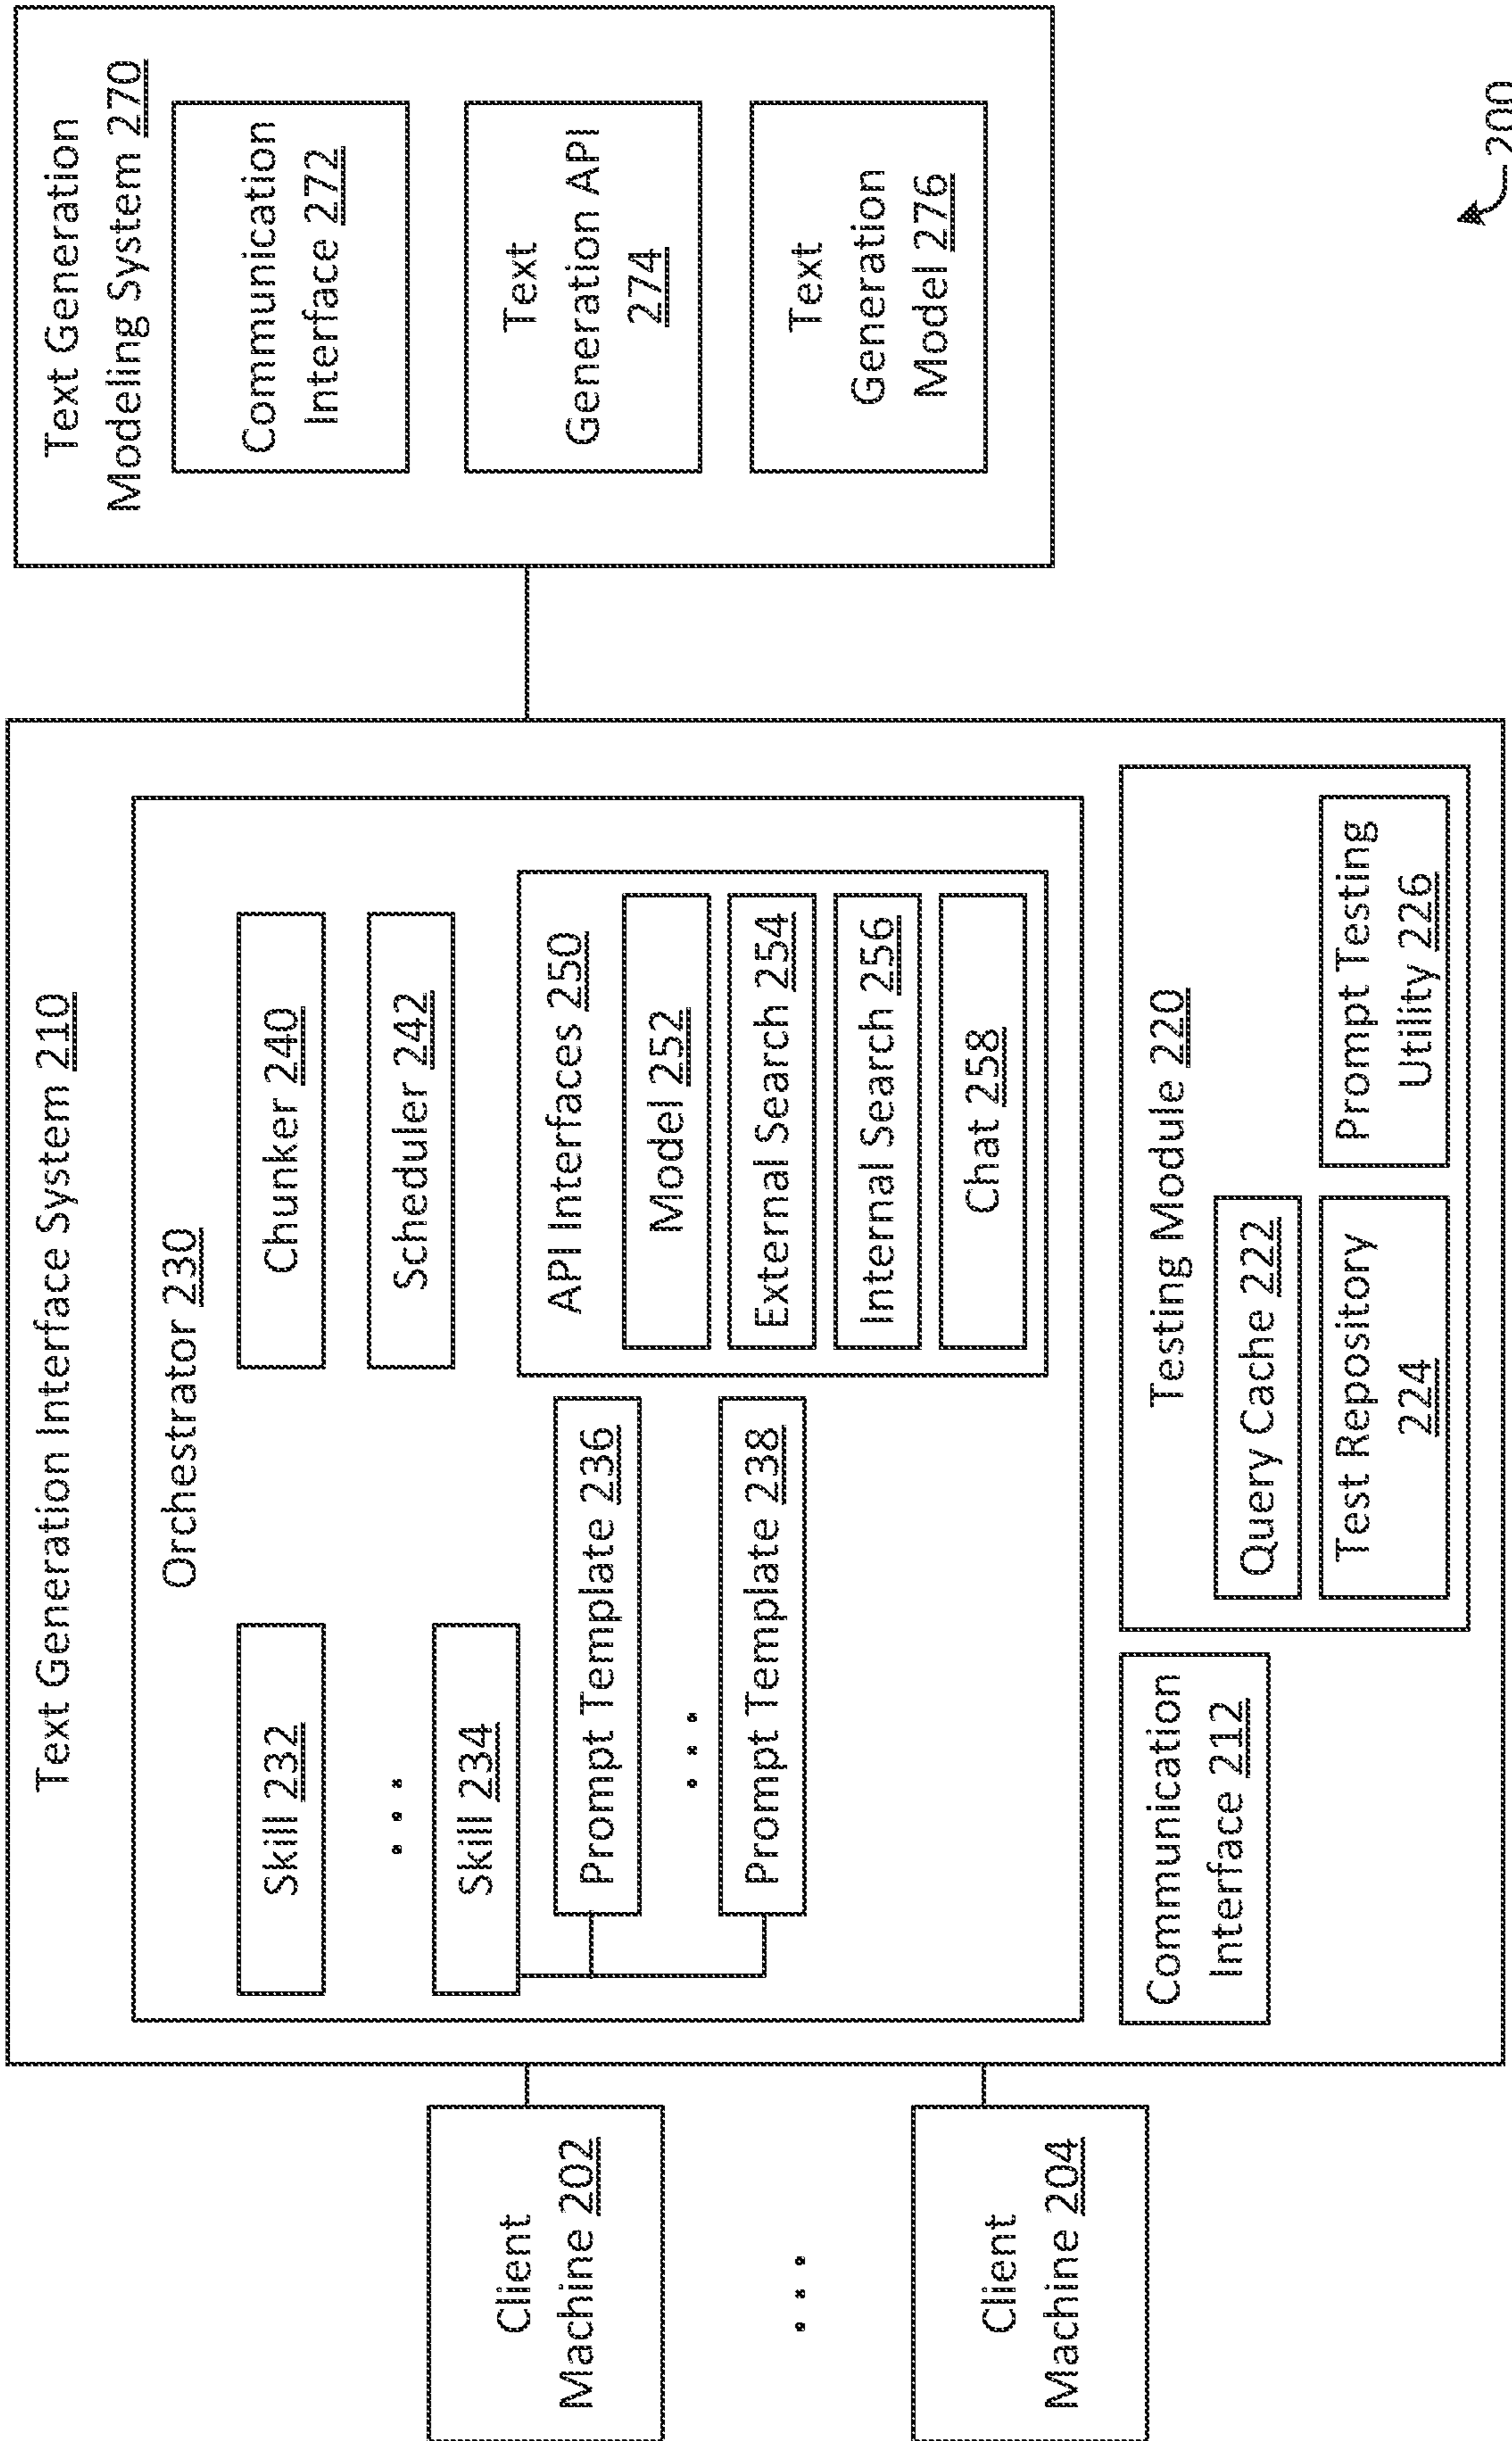 Client
Machine 202
Client
Machine 204
Text Generation Interface System 210
Orchestrator 230
Skill 232
Skill 234
Prompt Template 236
Prompt Template 238
Chunker 240
Scheduler 242
API Interfaces 250
Model 252
External Search 254
Internal Search 256
Chat 258
Communication
Interface 212
Testing Module 220
Query Cache 222
Test Repository
224
Prompt Testing
Utility 226
Text Generation
Modeling System 270
Communication
Interface 272
Text
Generation API
274
Text
Generation
Model 276
200